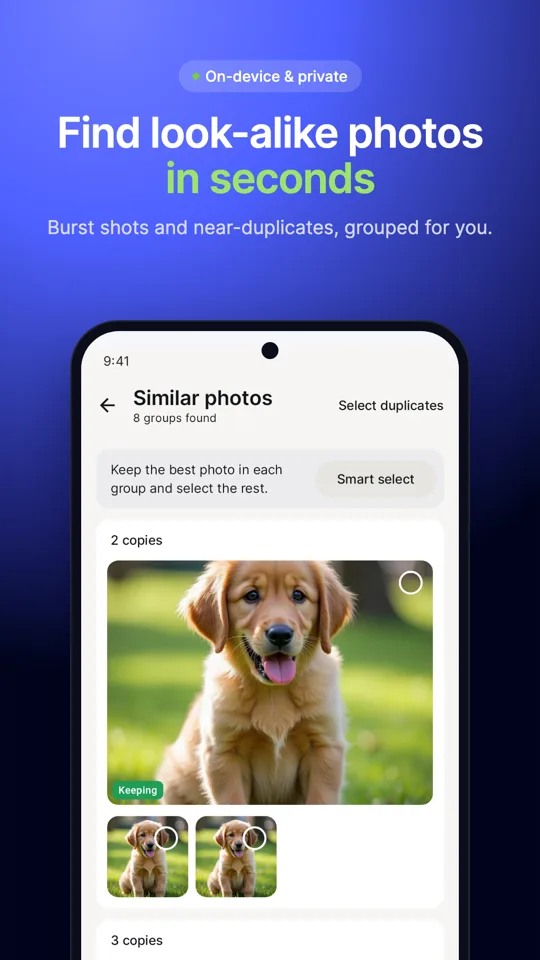 On-device & private
Find look-alike photos
in seconds
Burst shots and near-duplicates, grouped for you.
9:41
Similar photos
8 groups found
Select duplicates
Keep the best photo in each
group and select the rest.
Smart select
2 copies
Keeping
3 copies